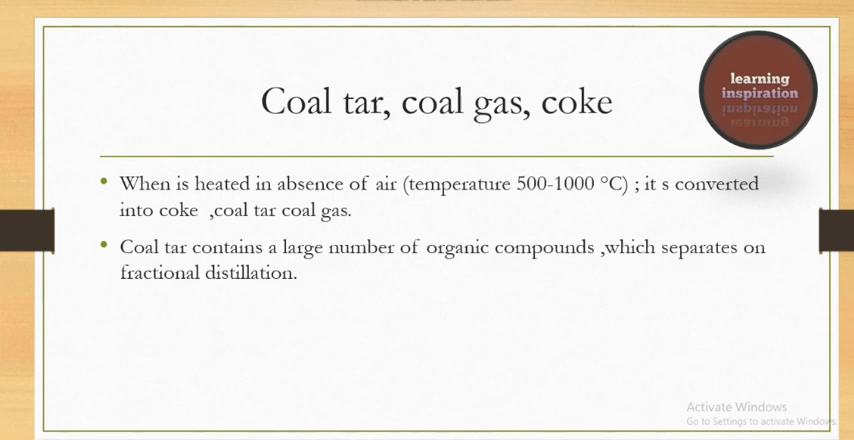 learning
inspiration
Coal tar, coal gas, coke
• When is heated in absence of air (temperature 500-1000 °C) ; it s converted
into coke ,coal tar coal gas.
• Coal tar contains a large number of organic compounds ,which separates on
fractional distillation.
Activate Windows
Go to Settings to activate Windows.